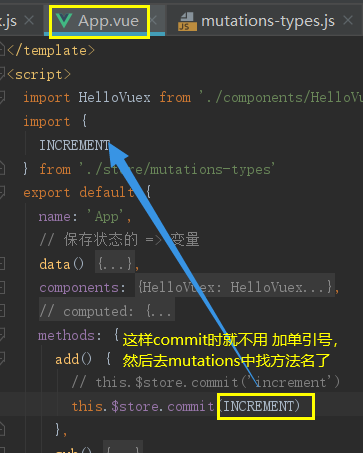 x.js App.vue mutations-types.js
</template>
<script>
import HelloVuex from './components/HelloVu
import {
INCREMENT
} from './store/mutations-types'
export default {
name: 'App',
// 保存状态的 => 变量
data() {...},
components: {HelloVuex: HelloVuex...},
// computed: {...
methods: {
这样commit时就不用 加单引号,
add() {
然后去mutations中找方法名了
// this.$store.commit('increment')
this.$store.commit(INCREMENT)
},
sub() {...}